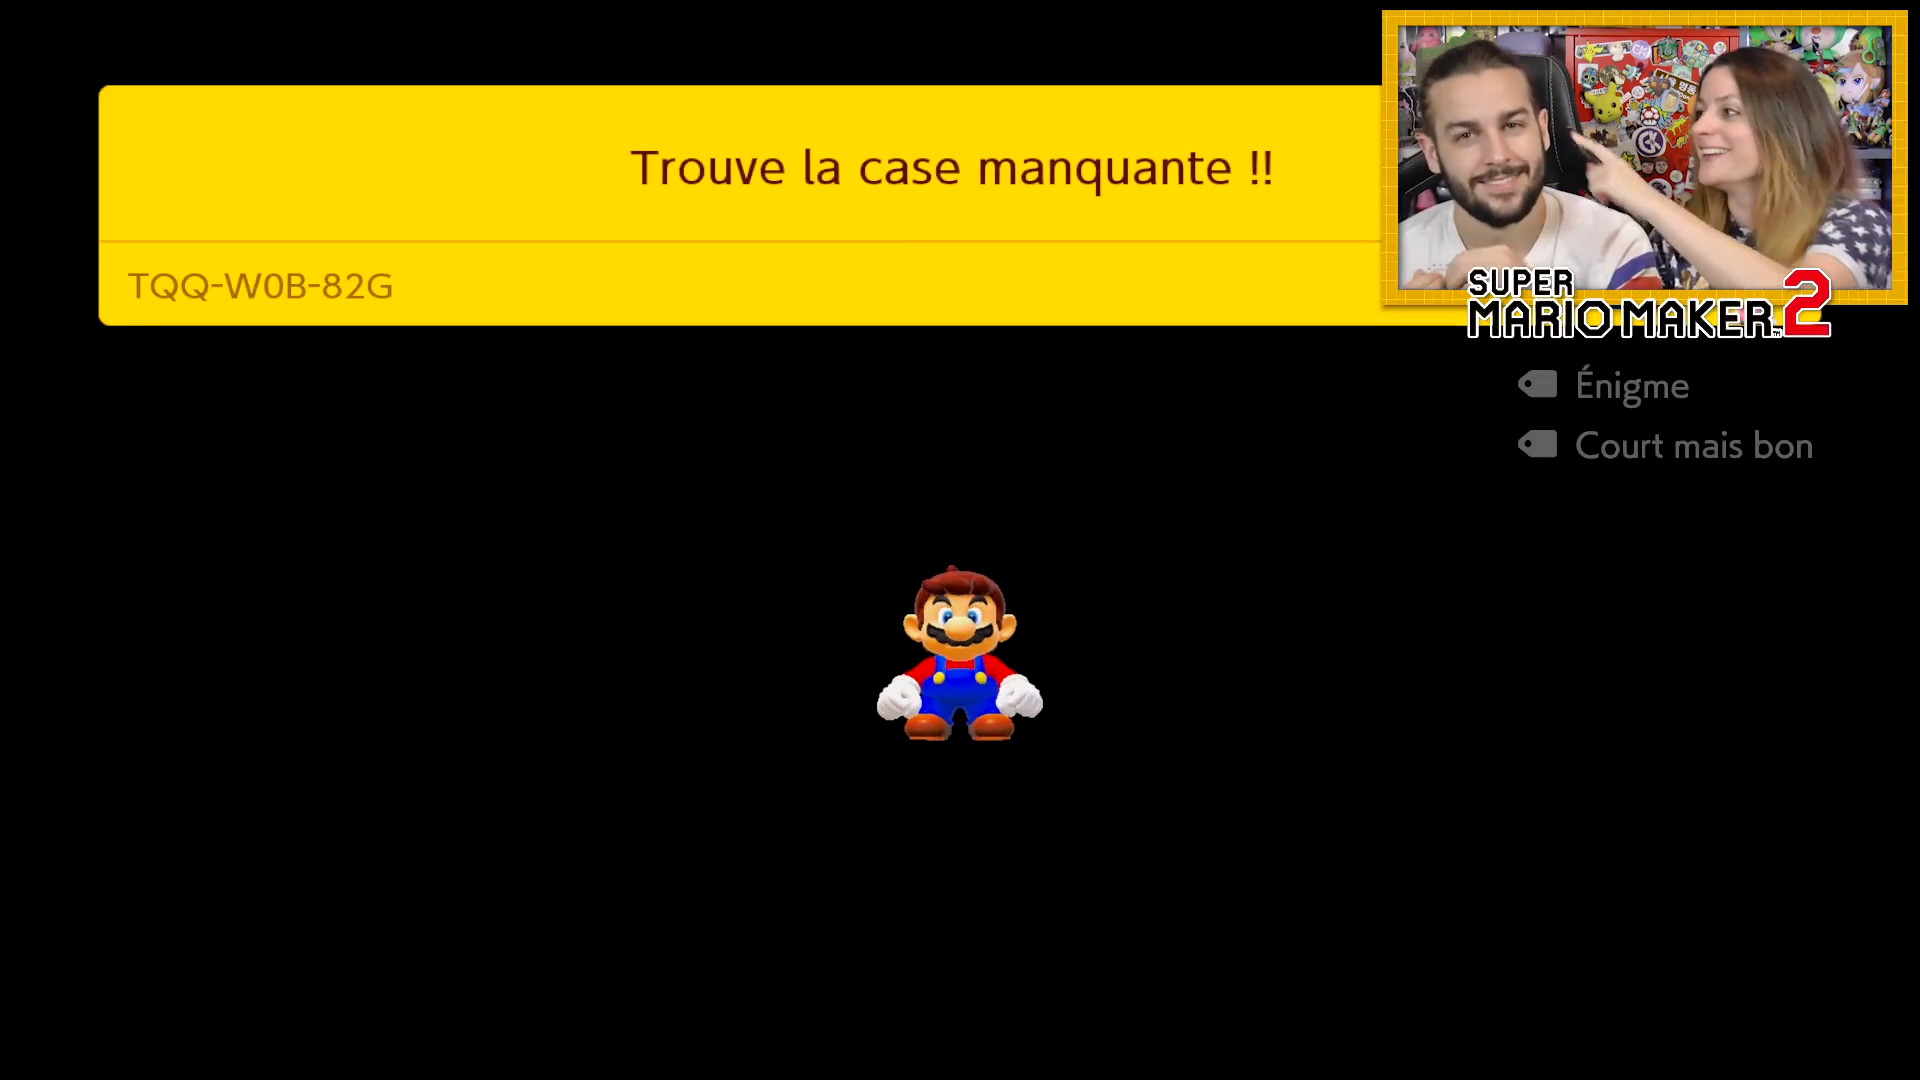 Trouve la case manquante !!
TQQ-W0B-82G
SUPER
MARIO MAKER 2
Énigme
Court mais bon